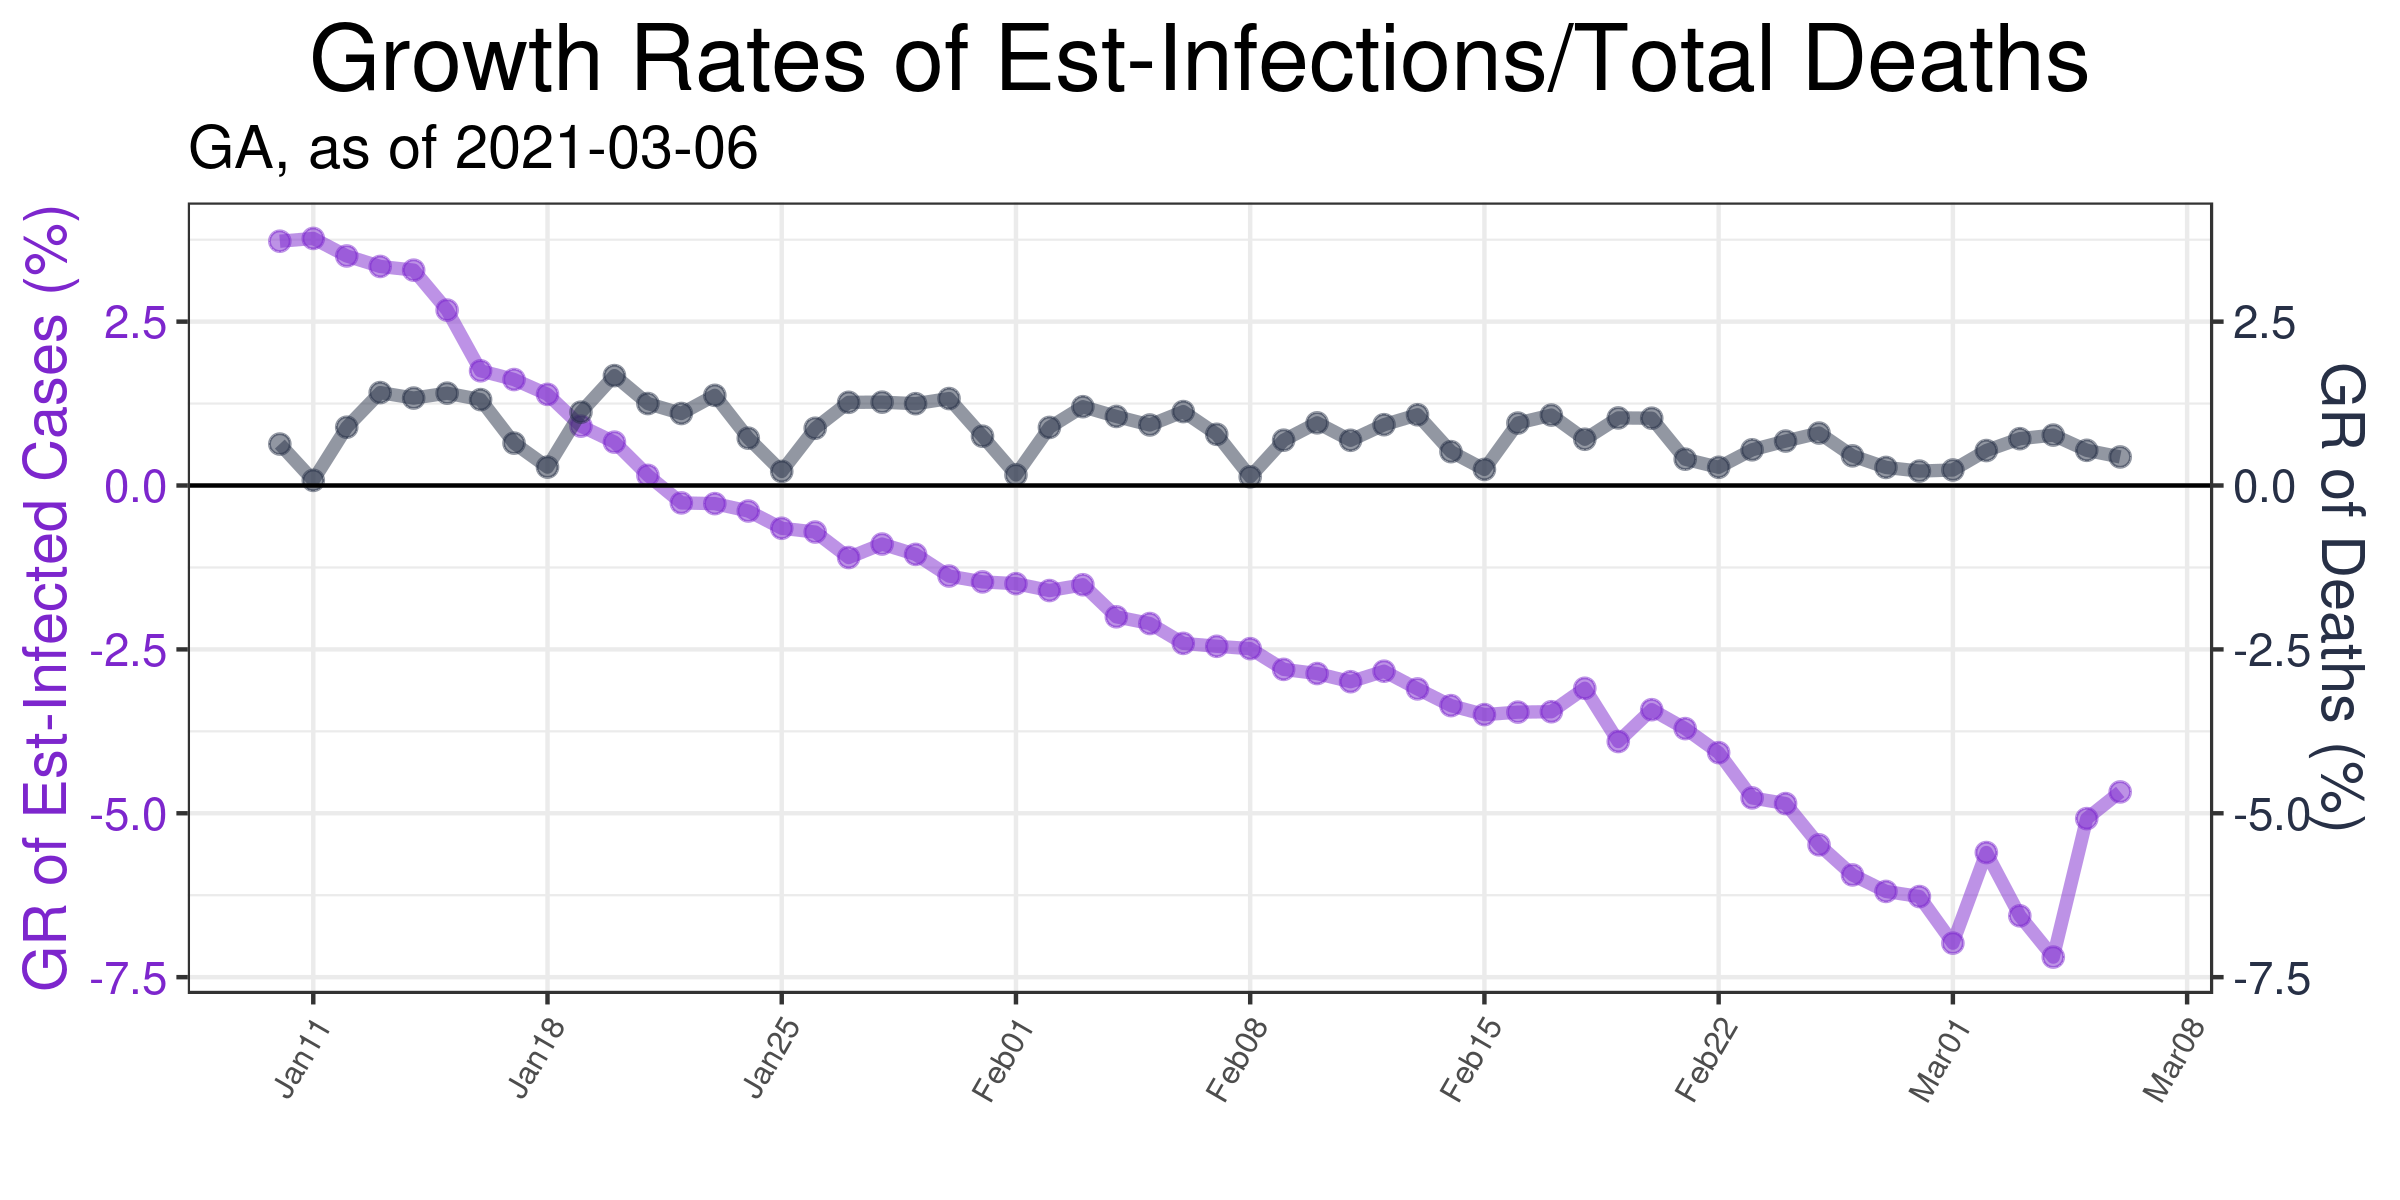 Growth Rates of Est-Infections/Total Deaths
GA, as of 2021-03-06
GR of Est-Infected Cases (%)
2.5
0.0
-2.5
-5.0
-7.5
2.5
0.0
-2.5
-5.0
-7.5
GR of Deaths (%)
Jan11
Jan18
Jan25
Feb01
Feb08
Feb15
Feb22
Mar01
Mar08